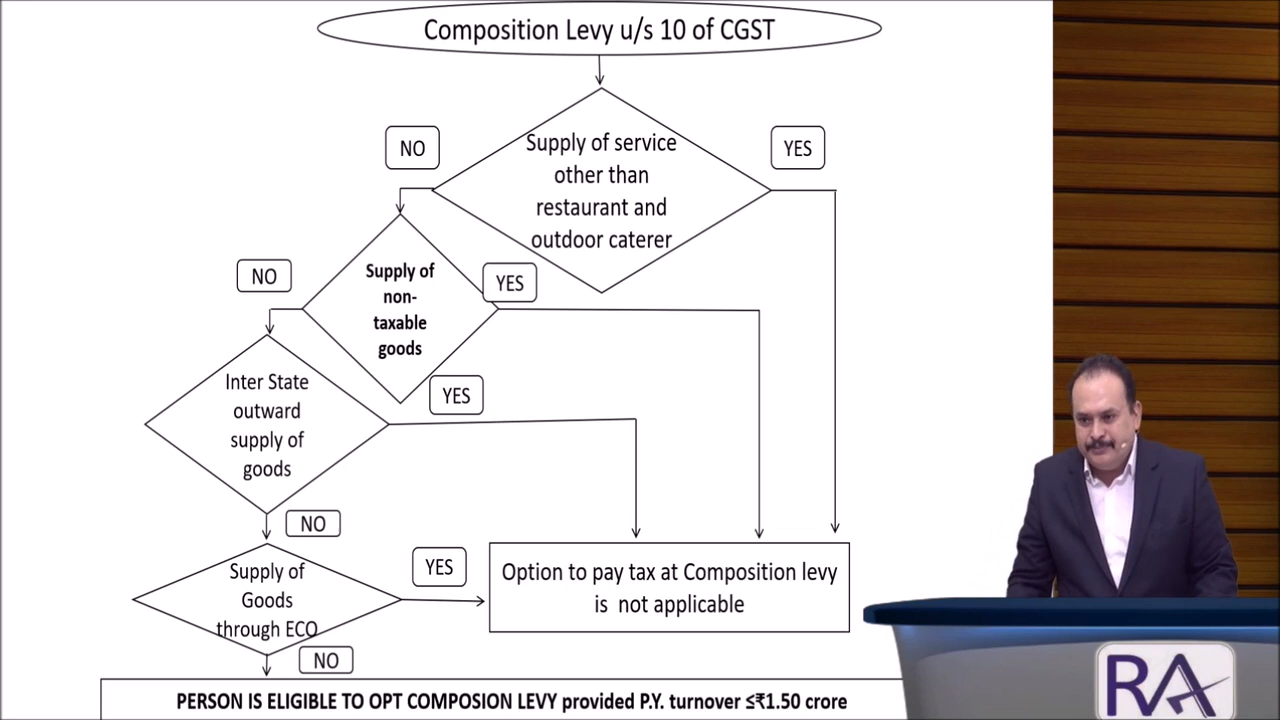 Composition Levy u/s 10 of CGST
NO
Supply of service
other than
restaurant and
outdoor caterer
YES
NO
Supply of
non-
taxable
goods
YES
Inter State
outward
supply of
goods
YES
NO
Supply of
Goods
through ECO
YES
Option to pay tax at Composition levy
is not applicable
NO
PERSON IS ELIGIBLE TO OPT COMPOSION LEVY provided P.Y. turnover ≤₹1.50 crore
RA